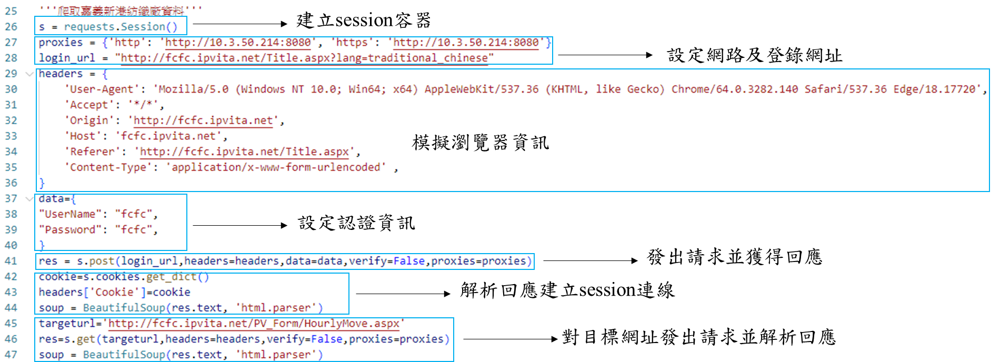 25 '''爬取嘉義新港紡織廠資料'''
26 s = requests.Session()
建立session容器
27 proxies = {'http': 'http://10.3.50.214:8080', 'https': 'http://10.3.50.214:8080'}
28 login_url = "http://fcfc.ipvita.net/Title.aspx?lang=traditional_chinese"
設定網路及登錄網址
29 headers = {
30 'User-Agent': 'Mozilla/5.0 (Windows NT 10.0; Win64; x64) AppleWebKit/537.36 (KHTML, like Gecko) Chrome/64.0.3282.140 Safari/537.36 Edge/18.17720',
31 'Accept': '*/*',
32 'Origin': 'http://fcfc.ipvita.net',
33 'Host': 'fcfc.ipvita.net',
模擬瀏覽器資訊
34 'Referer': 'http://fcfc.ipvita.net/Title.aspx',
35 'Content-Type': 'application/x-www-form-urlencoded' ,
36 }
37 data={
38 "UserName": "fcfc",
39 "Password": "fcfc",
設定認證資訊
40 }
41 res = s.post(login_url,headers=headers,data=data,verify=False,proxies=proxies)
發出請求並獲得回應
42 cookie=s.cookies.get_dict()
43 headers['Cookie']=cookie
44 soup = BeautifulSoup(res.text, 'html.parser')
解析回應建立session連線
45 targeturl='http://fcfc.ipvita.net/PV_Form/HourlyMove.aspx'
46 res=s.get(targeturl,headers=headers,verify=False,proxies=proxies)
47 soup = BeautifulSoup(res.text, 'html.parser')
對目標網址發出請求並解析回應